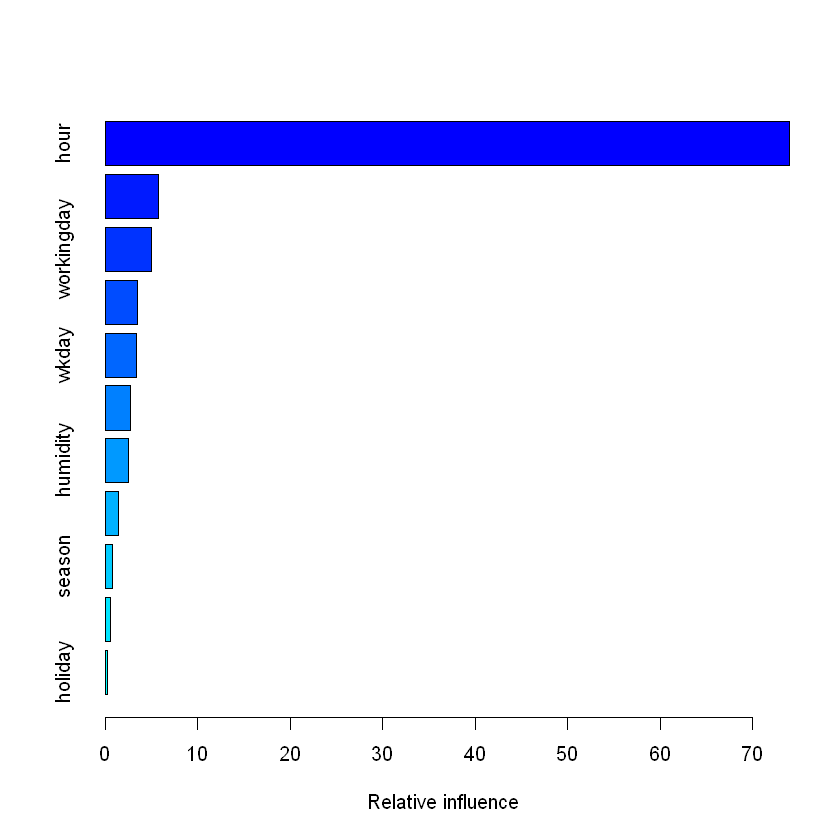 hour
workingday
wkday
humidity
season
holiday
0 10 20 30 40 50 60 70
Relative influence